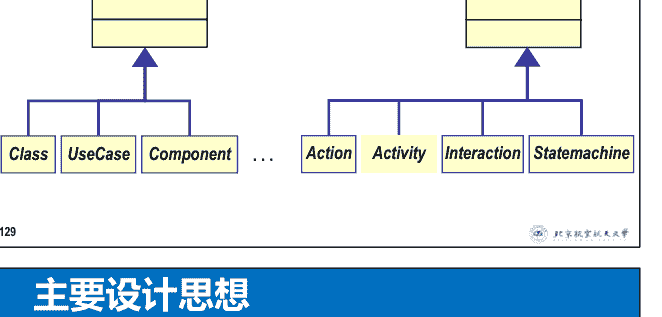 Class UseCase Component ... Action Activity Interaction Statemachine
129
北京航空航天大学
主要设计思想